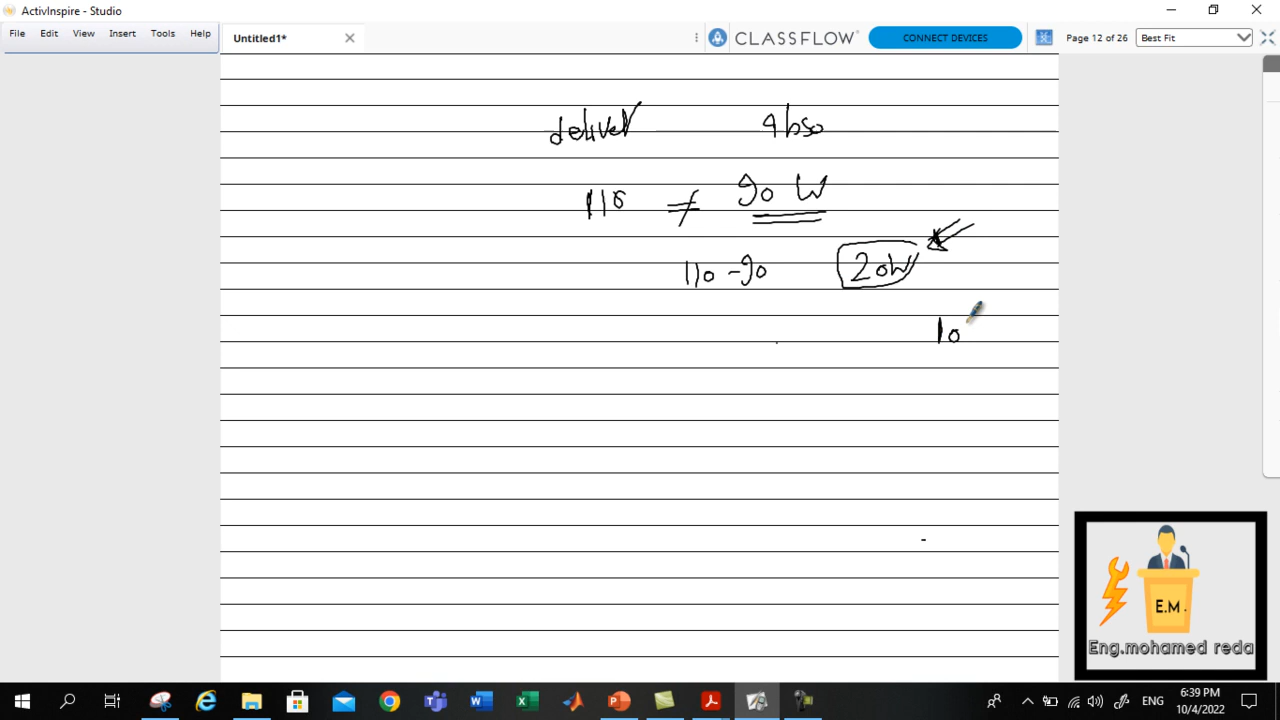 ActivInspire - Studio
File Edit View Insert Tools Help
Untitled1*
CLASSFLOW
CONNECT DEVICES
Page 12 of 26
Best Fit
deliver abso
110 ≠ 90 W
110 - 90 20W
10
E.M.
Eng.mohamed reda
ENG
6:39 PM
10/4/2022